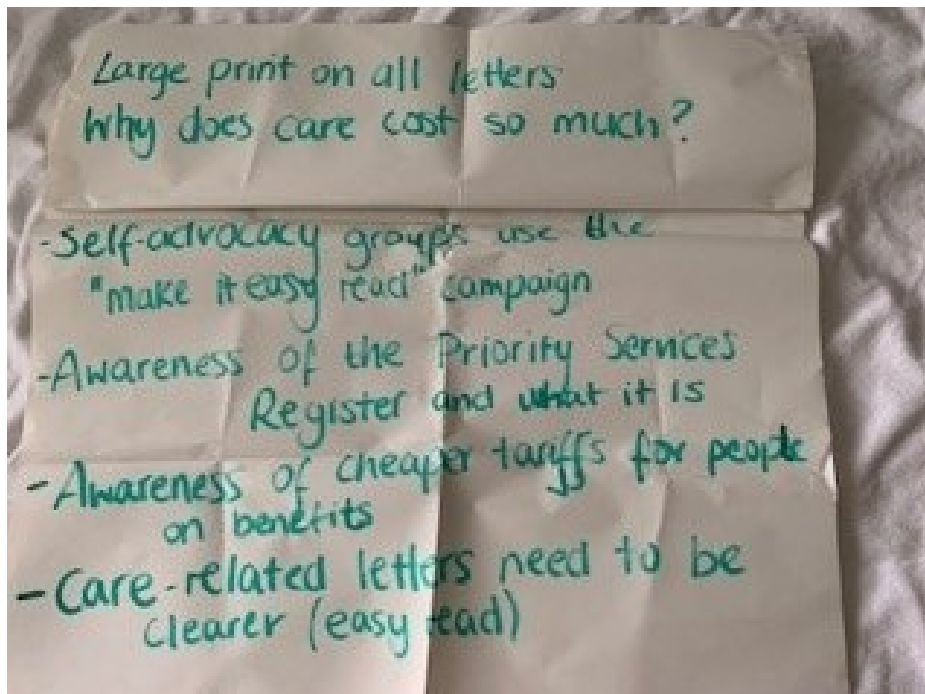 Large print on all letters
Why does care cost so much?
-Self-advocacy groups use the
"make it easy read" campaign
-Awareness of the Priority Services
Register and what it is
-Awareness of cheaper tariffs for people
on benefits
-Care-related letters need to be
clearer (easy read)